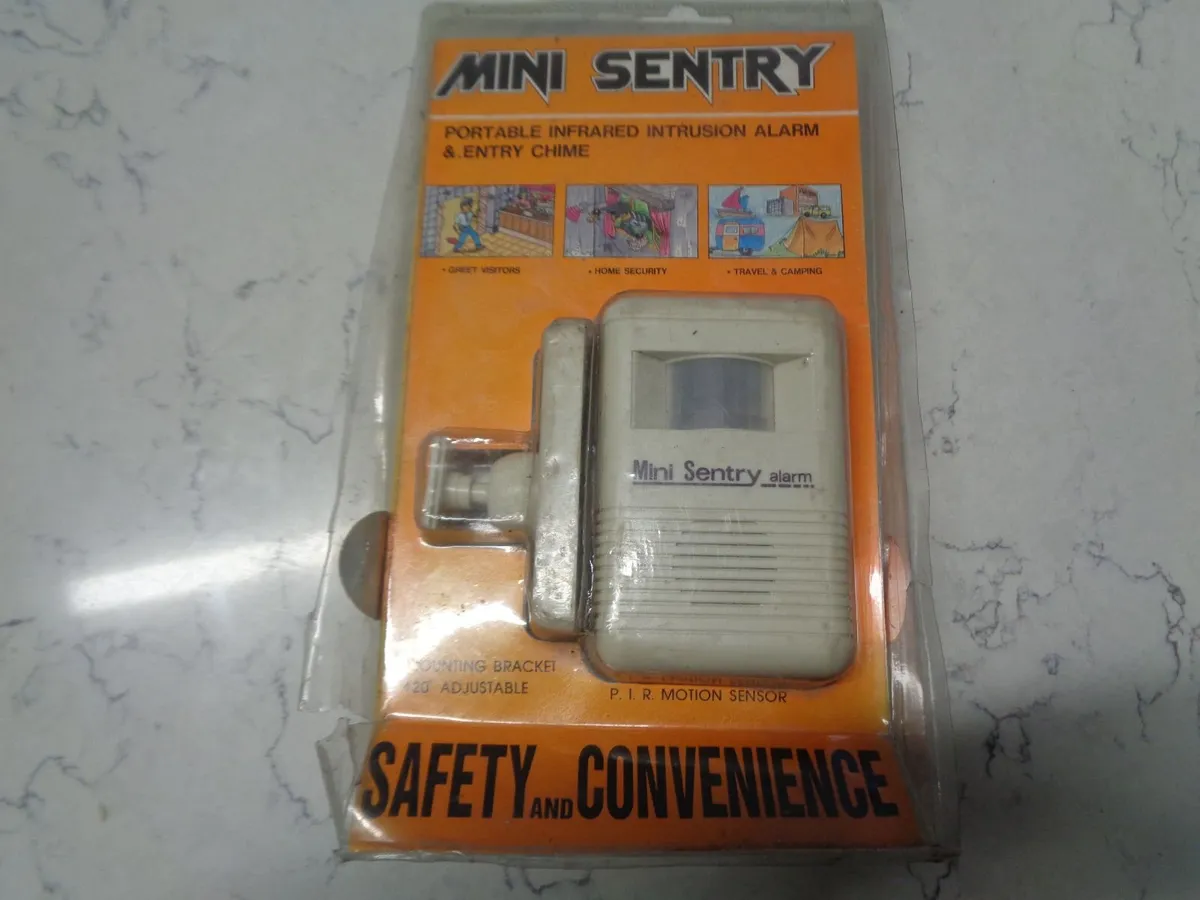 MINI SENTRY
PORTABLE INFRARED INTRUSION ALARM
& ENTRY CHIME
• GREET VISITORS
• HOME SECURITY
• TRAVEL & CAMPING
Mini Sentry alarm
MOUNTING BRACKET
120° ADJUSTABLE
P. I. R. MOTION SENSOR
SAFETY AND CONVENIENCE